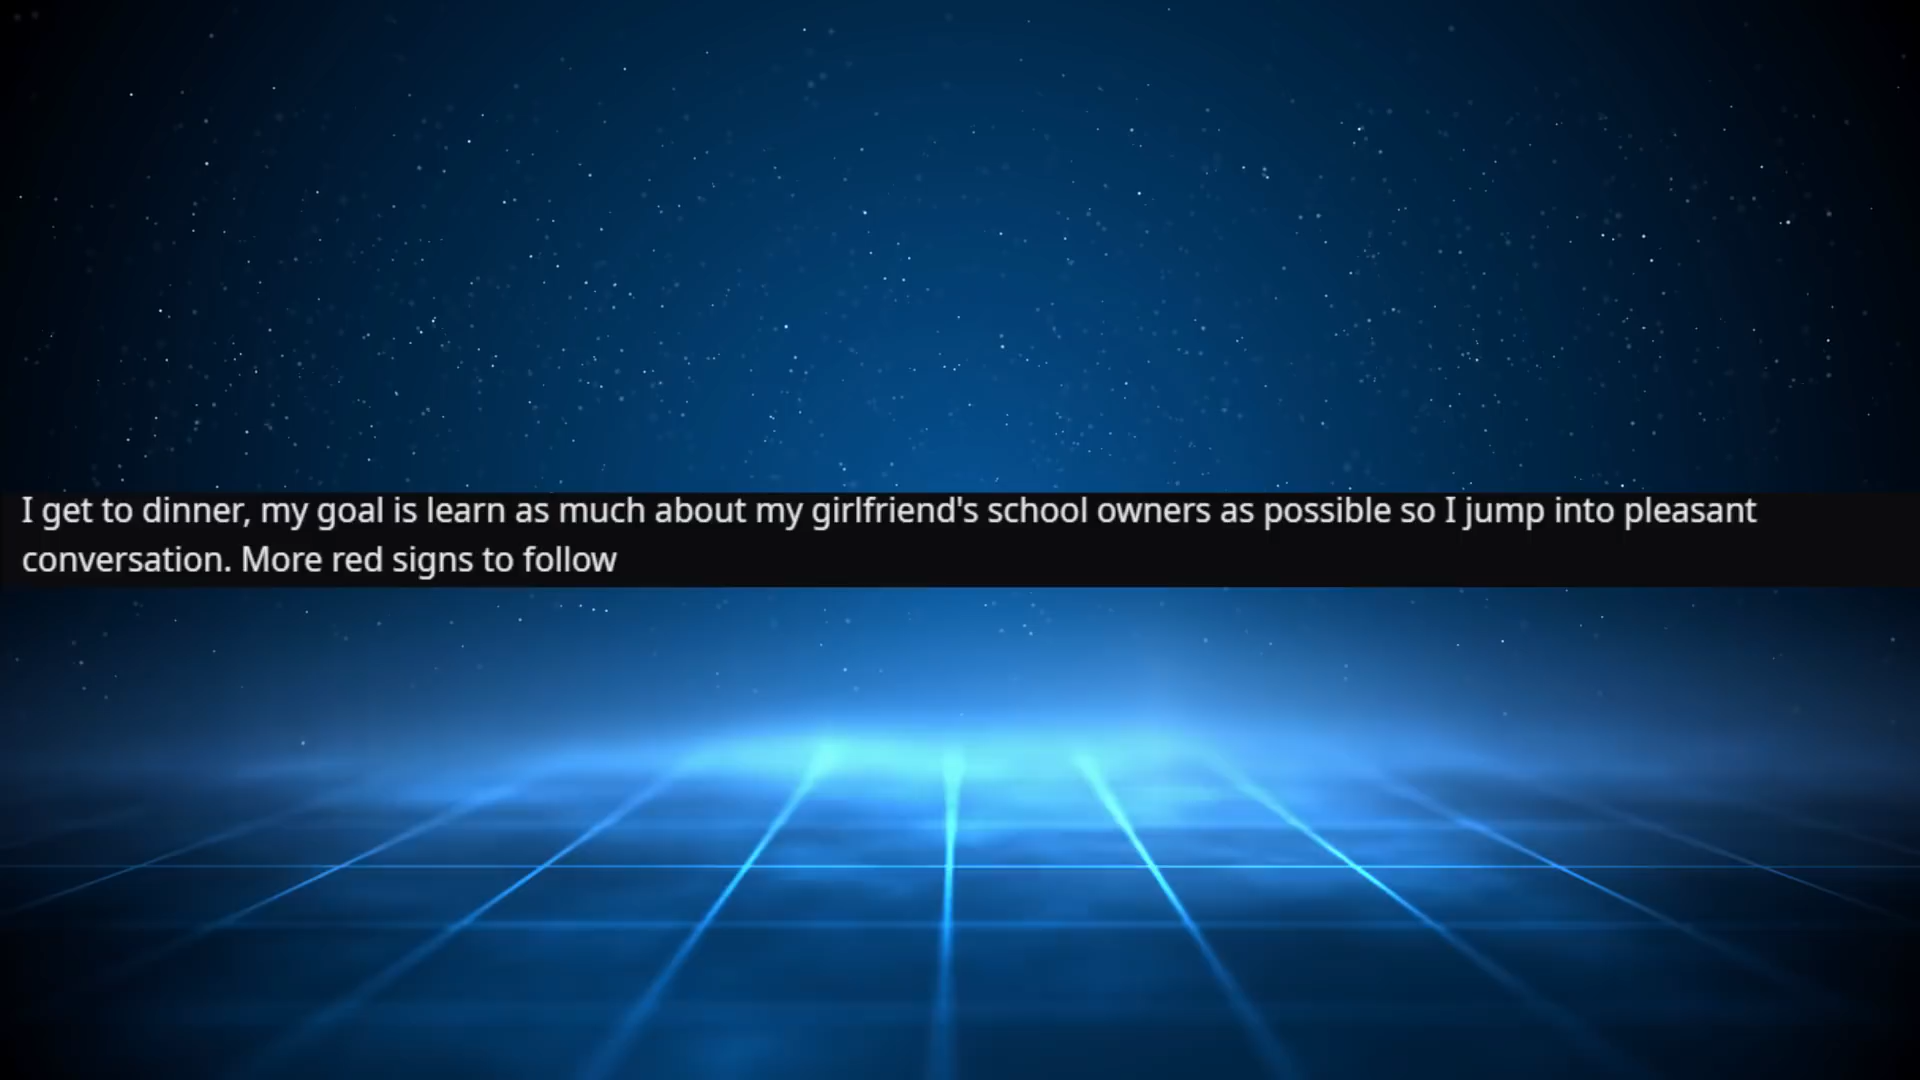 I get to dinner, my goal is learn as much about my girlfriend's school owners as possible so I jump into pleasant
conversation. More red signs to follow